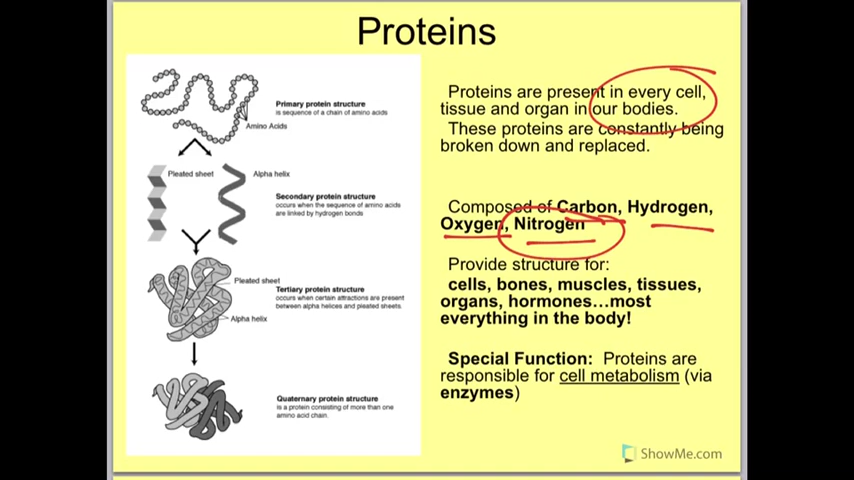 Proteins
Primary protein structure
is sequence of a chain of amino acids
Amino Acids
Pleated sheet
Alpha helix
Secondary protein structure
occurs when the sequence of amino acids
are linked by hydrogen bonds
Pleated sheet
Tertiary protein structure
occurs when certain attractions are present
between alpha helices and pleated sheets.
Alpha helix
Quaternary protein structure
is a protein consisting of more than one
amino acid chain.
Proteins are present in every cell,
tissue and organ in our bodies.
These proteins are constantly being
broken down and replaced.
Composed of Carbon, Hydrogen,
Oxygen, Nitrogen
Provide structure for:
cells, bones, muscles, tissues,
organs, hormones...most
everything in the body!
Special Function: Proteins are
responsible for cell metabolism (via
enzymes)
ShowMe.com